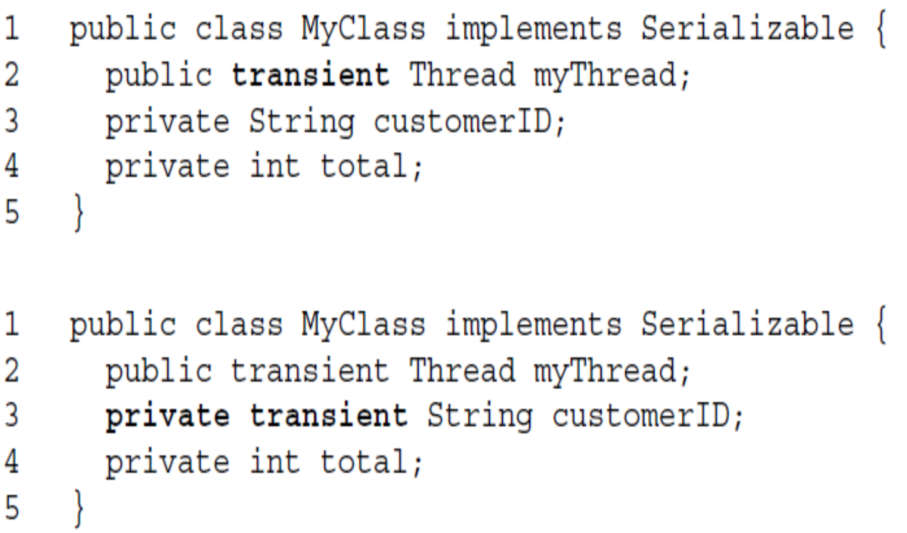 1 public class MyClass implements Serializable {
2 public transient Thread myThread;
3 private String customerID;
4 private int total;
5 }
1 public class MyClass implements Serializable {
2 public transient Thread myThread;
3 private transient String customerID;
4 private int total;
5 }